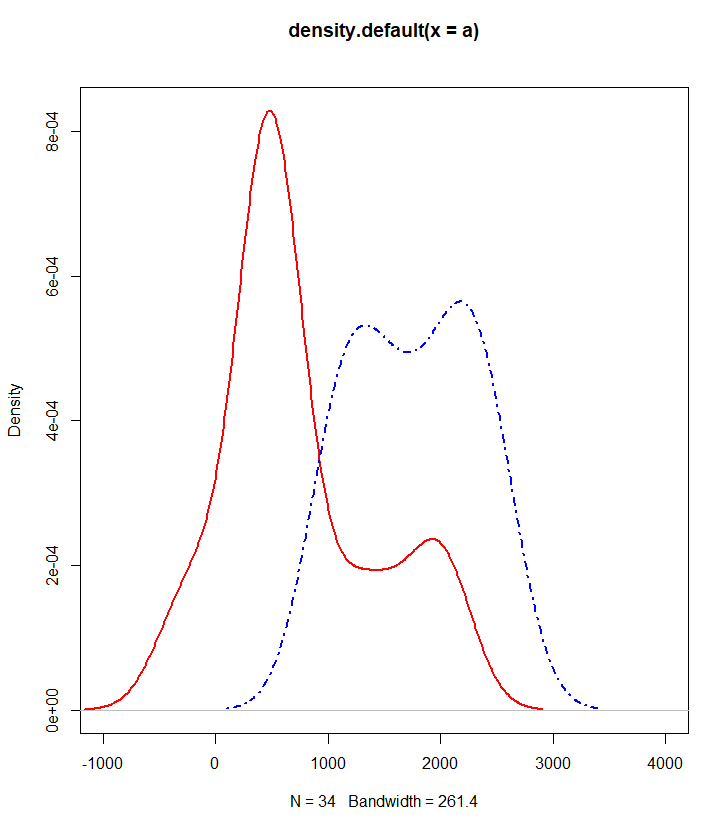 density.default(x = a)
Density
0e+00
2e-04
4e-04
6e-04
8e-04
-1000 0 1000 2000 3000 4000
N = 34 Bandwidth = 261.4